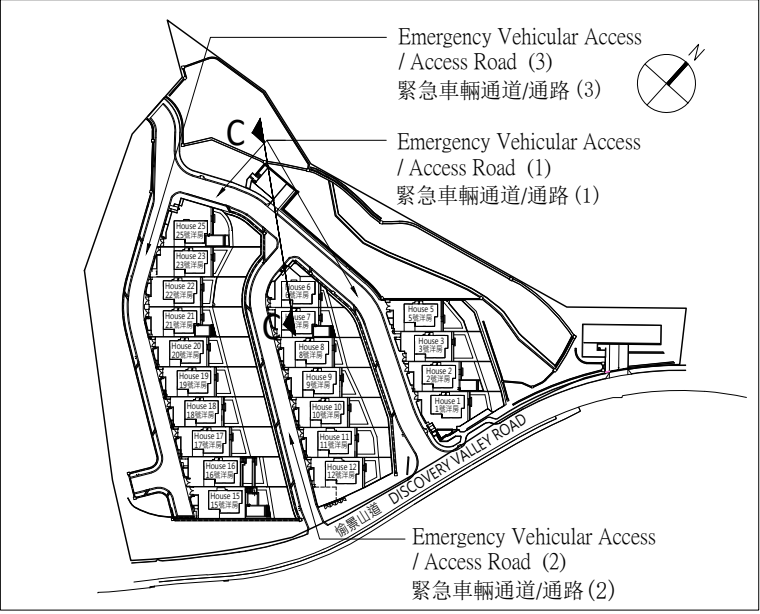 Emergency Vehicular Access
/ Access Road (3)
緊急車輛通道/通路 (3)
N
C
Emergency Vehicular Access
/ Access Road (1)
緊急車輛通道/通路 (1)
House 25
25號洋房
House 23
23號洋房
House 22
22號洋房
House 21
21號洋房
House 20
20號洋房
House 19
19號洋房
House 18
18號洋房
House 17
17號洋房
House 16
16號洋房
House 15
15號洋房
House 6
6號洋房
C
7號洋房
House 8
8號洋房
House 9
9號洋房
House 10
10號洋房
House 11
11號洋房
House 12
12號洋房
House 5
5號洋房
House 3
3號洋房
House 2
2號洋房
House 1
1號洋房
愉景山道 DISCOVERY VALLEY ROAD
Emergency Vehicular Access
/ Access Road (2)
緊急車輛通道/通路 (2)